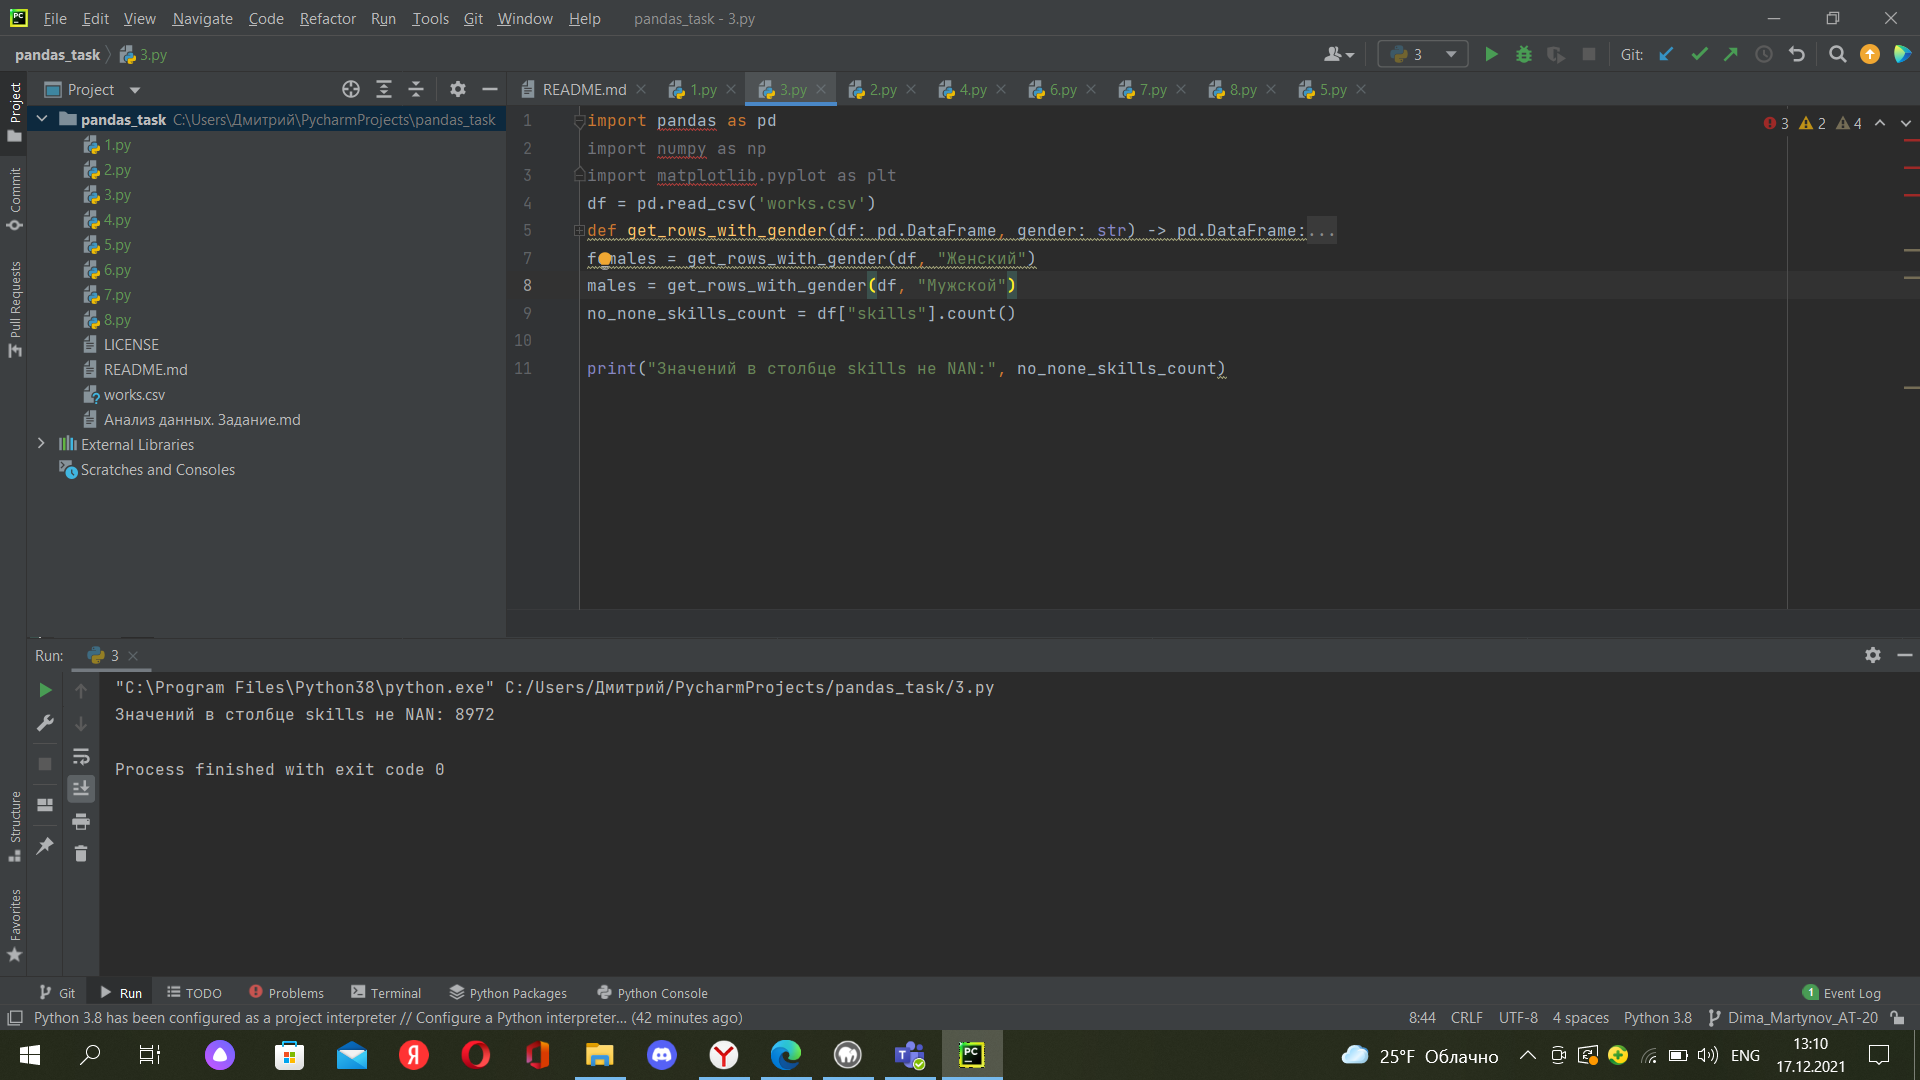 File Edit View Navigate Code Refactor Run Tools Git Window Help pandas_task - 3.py
pandas_task 3.py 3 Git:
Project README.md 1.py 3.py 2.py 4.py 6.py 7.py 8.py 5.py
Project
Commit
Pull Requests
Structure
Favorites
pandas_task C:\Users\Дмитрий\PycharmProjects\pandas_task
1.py
2.py
3.py
4.py
5.py
6.py
7.py
8.py
LICENSE
README.md
works.csv
Анализ данных. Задание.md
External Libraries
Scratches and Consoles
3 2 4
1 import pandas as pd
2 import numpy as np
3 import matplotlib.pyplot as plt
4 df = pd.read_csv('works.csv')
5 def get_rows_with_gender(df: pd.DataFrame, gender: str) -> pd.DataFrame:...
7 females = get_rows_with_gender(df, "Женский")
8 males = get_rows_with_gender(df, "Мужской")
9 no_none_skills_count = df["skills"].count()
10
11 print("Значений в столбце skills не NAN:", no_none_skills_count)
Run: 3
"C:\Program Files\Python38\python.exe" C:/Users/Дмитрий/PycharmProjects/pandas_task/3.py
Значений в столбце skills не NAN: 8972
Process finished with exit code 0
Git Run TODO Problems Terminal Python Packages Python Console 1 Event Log
Python 3.8 has been configured as a project interpreter // Configure a Python interpreter... (42 minutes ago) 8:44 CRLF UTF-8 4 spaces Python 3.8 Dima_Martynov_AT-20
25°F Облачно ENG 13:10
17.12.2021